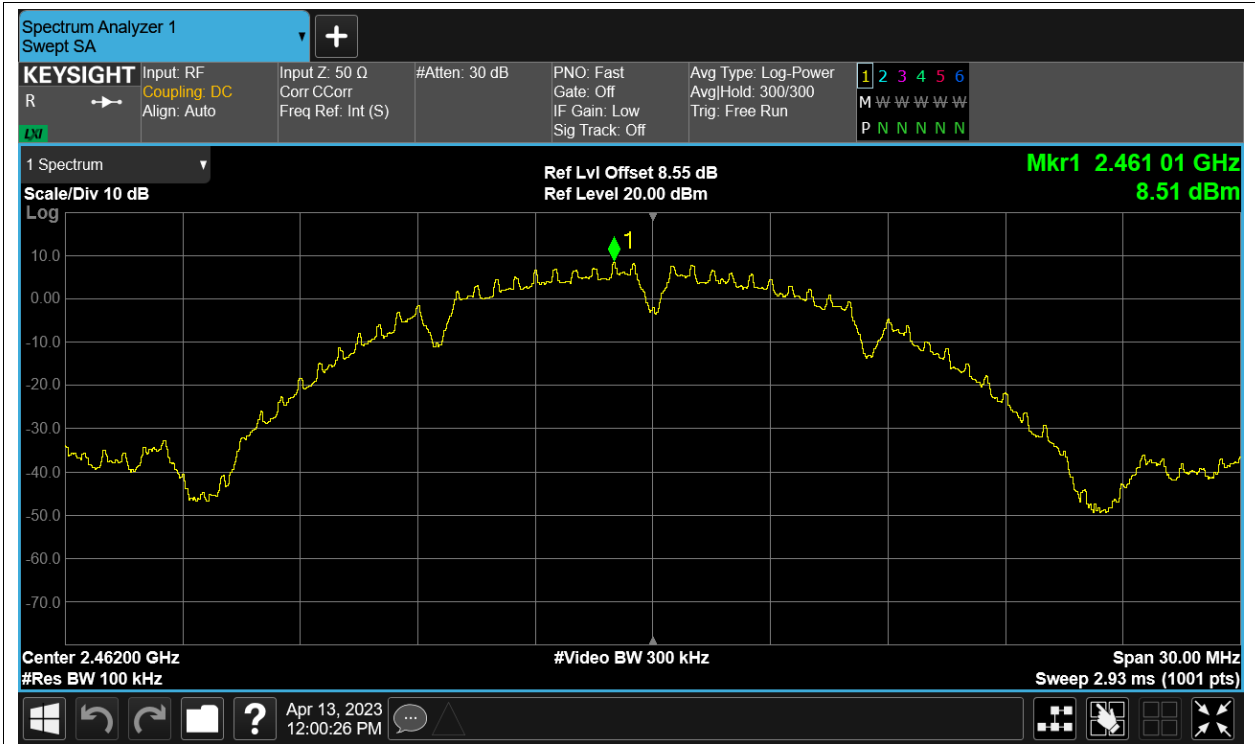 Spectrum Analyzer 1
Swept SA
KEYSIGHT
R
LXI
Input: RF
Coupling: DC
Align: Auto
Input Z: 50 Ω
Corr CCorr
Freq Ref: Int (S)
#Atten: 30 dB
PNO: Fast
Gate: Off
IF Gain: Low
Sig Track: Off
Avg Type: Log-Power
Avg|Hold: 300/300
Trig: Free Run
1 2 3 4 5 6
M W W W W W
P N N N N N
1 Spectrum
Scale/Div 10 dB
Log
Ref Lvl Offset 8.55 dB
Ref Level 20.00 dBm
Mkr1 2.461 01 GHz
8.51 dBm
1
10.0
0.00
-10.0
-20.0
-30.0
-40.0
-50.0
-60.0
-70.0
Center 2.46200 GHz
#Res BW 100 kHz
#Video BW 300 kHz
Span 30.00 MHz
Sweep 2.93 ms (1001 pts)
?
Apr 13, 2023
12:00:26 PM